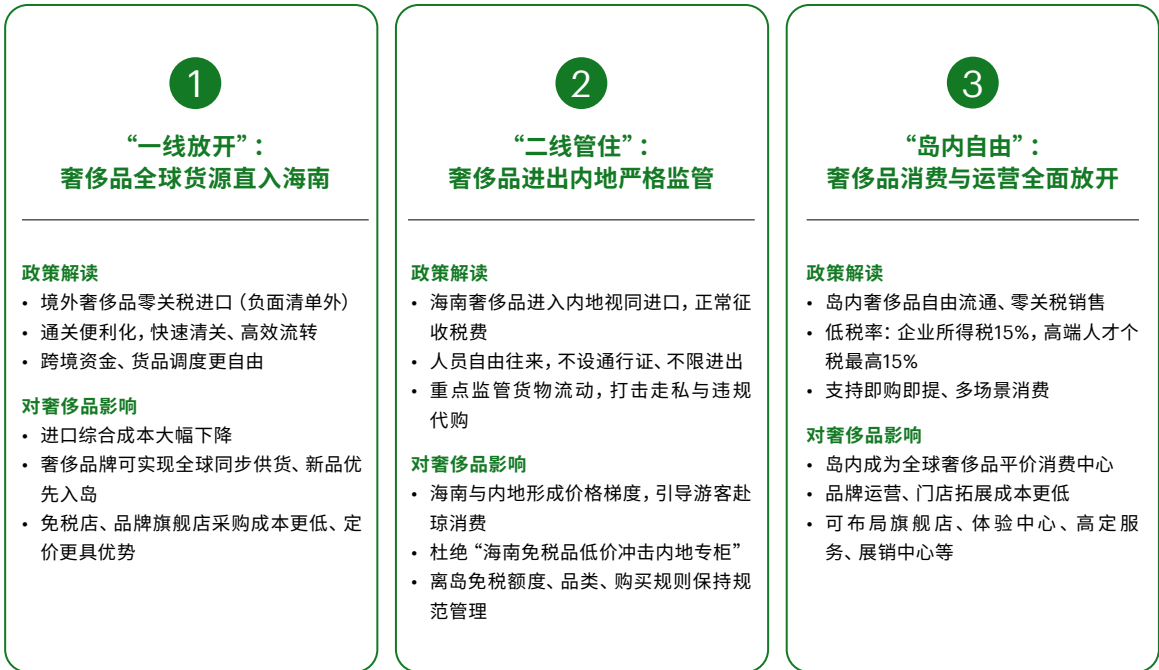 1
“一线放开”：
奢侈品全球货源直入海南
政策解读
• 境外奢侈品零关税进口（负面清单外）
• 通关便利化，快速清关、高效流转
• 跨境资金、货品调度更自由
对奢侈品影响
• 进口综合成本大幅下降
• 奢侈品牌可实现全球同步供货、新品优
先入岛
• 免税店、品牌旗舰店采购成本更低、定
价更具优势
2
“二线管住”：
奢侈品进出内地严格监管
政策解读
• 海南奢侈品进入内地视同进口，正常征
收税费
• 人员自由往来，不设通行证、不限进出
• 重点监管货物流动，打击走私与违规
代购
对奢侈品影响
• 海南与内地形成价格梯度，引导游客赴
琼消费
• 杜绝“海南免税品低价冲击内地专柜”
• 离岛免税额度、品类、购买规则保持规
范管理
3
“岛内自由”：
奢侈品消费与运营全面放开
政策解读
• 岛内奢侈品自由流通、零关税销售
• 低税率：企业所得税15%，高端人才个
税最高15%
• 支持即购即提、多场景消费
对奢侈品影响
• 岛内成为全球奢侈品平价消费中心
• 品牌运营、门店拓展成本更低
• 可布局旗舰店、体验中心、高定服
务、展销中心等